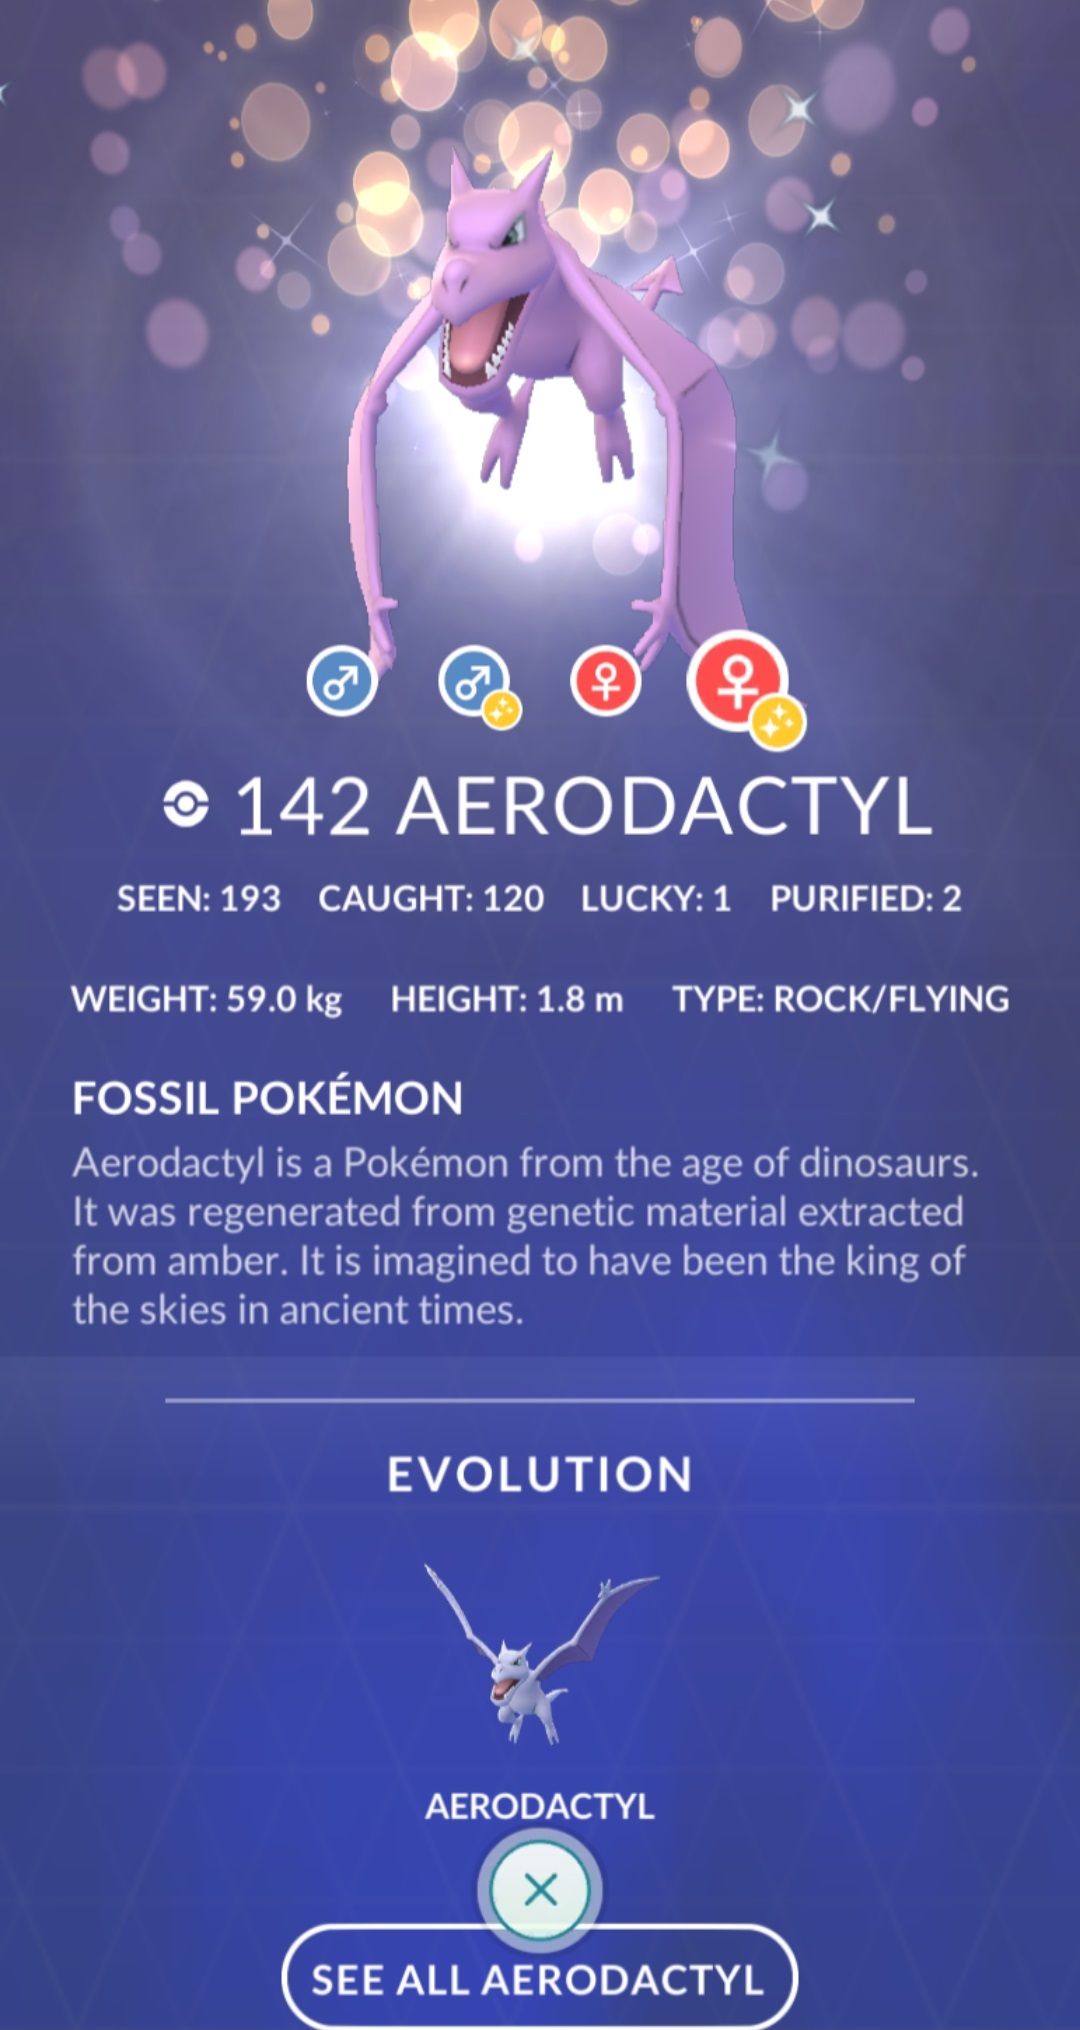 142 AERODACTYL
SEEN: 193 CAUGHT: 120 LUCKY: 1 PURIFIED: 2
WEIGHT: 59.0 kg HEIGHT: 1.8 m TYPE: ROCK/FLYING
FOSSIL POKÉMON
Aerodactyl is a Pokémon from the age of dinosaurs.
It was regenerated from genetic material extracted
from amber. It is imagined to have been the king of
the skies in ancient times.
EVOLUTION
AERODACTYL
SEE ALL AERODACTYL